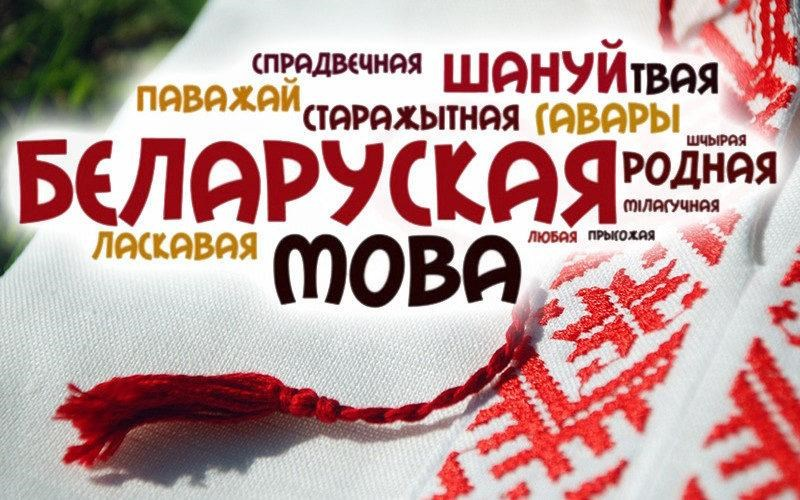 СПРАДВЕЧНАЯ
ШАНУЙ ТВАЯ
ПАВАЖАЙ
СТАРАЖЫТНАЯ ГАВАРЫ
БЕЛАРУСКАЯ
ШЧЫРАЯ
РОДНАЯ
МІЛАГУЧНАЯ
ЛАСКАВАЯ
МОВА
ЛЮБАЯ ПРЫГОЖАЯ